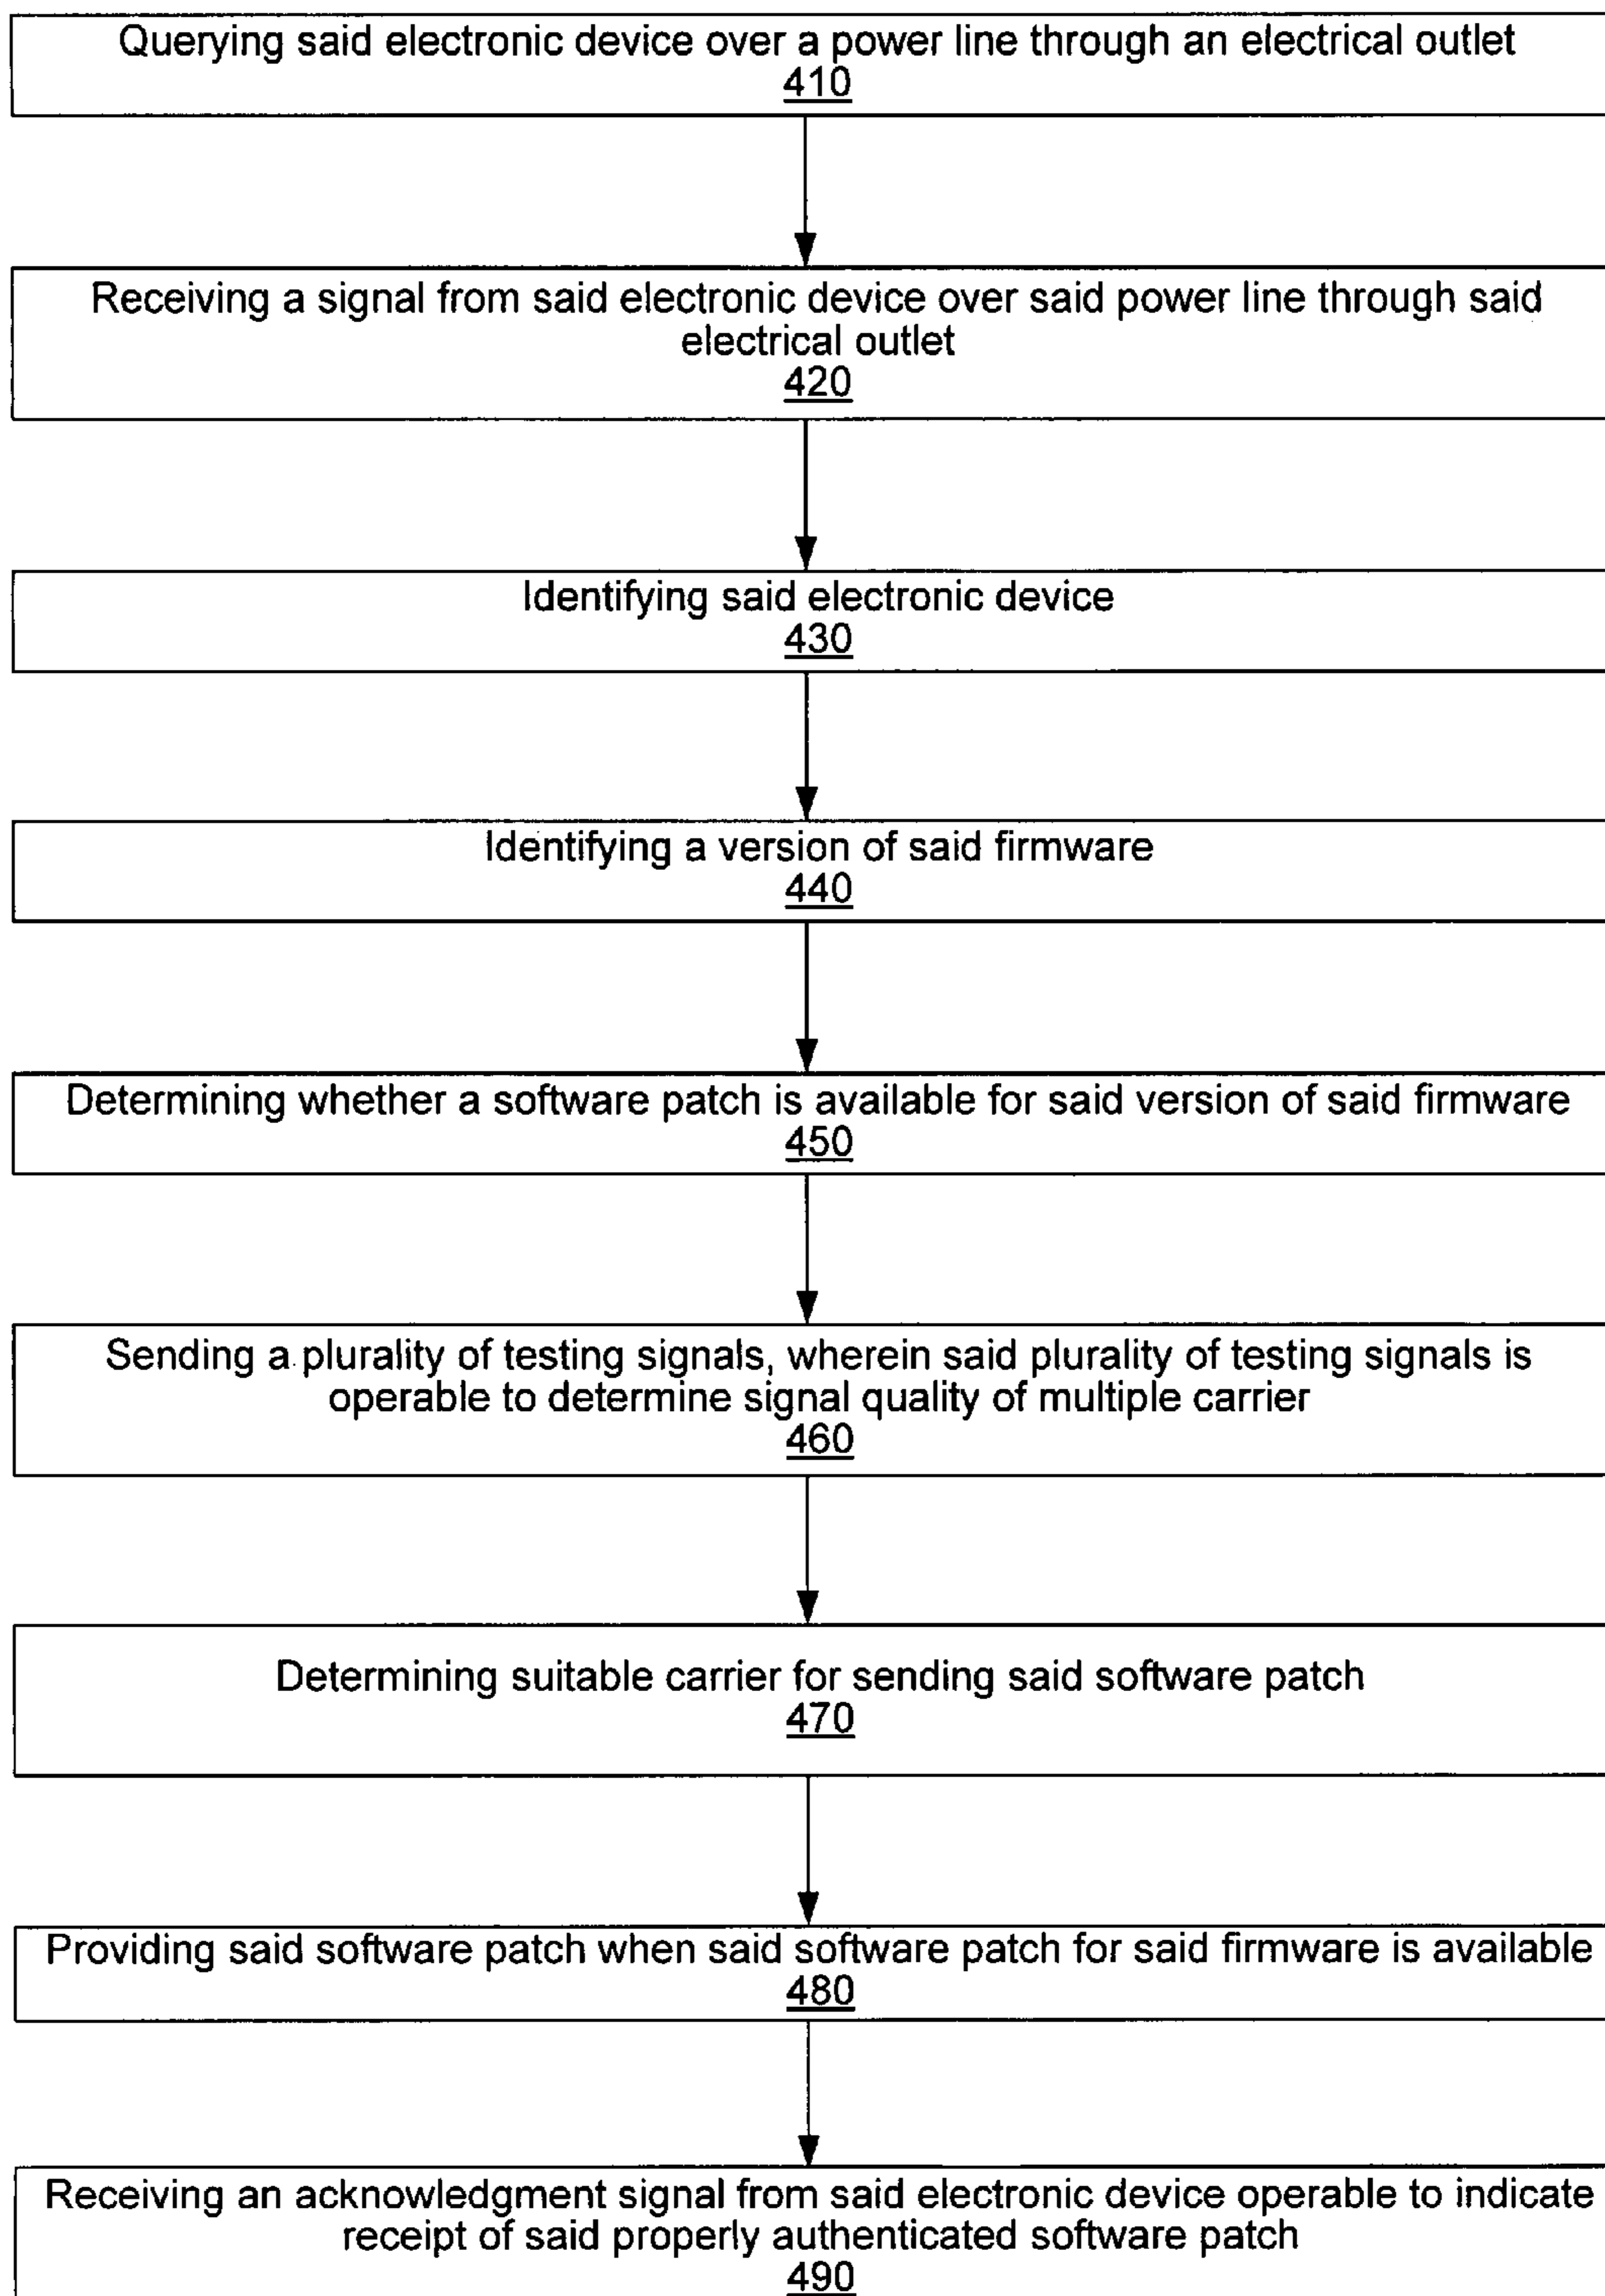 Querying said electronic device over a power line through an electrical outlet
410
Receiving a signal from said electronic device over said power line through said
electrical outlet
420
Identifying said electronic device
430
Identifying a version of said firmware
440
Determining whether a software patch is available for said version of said firmware
450
Sending a plurality of testing signals, wherein said plurality of testing signals is
operable to determine signal quality of multiple carrier
460
Determining suitable carrier for sending said software patch
470
Providing said software patch when said software patch for said firmware is available
480
Receiving an acknowledgment signal from said electronic device operable to indicate
receipt of said properly authenticated software patch
490